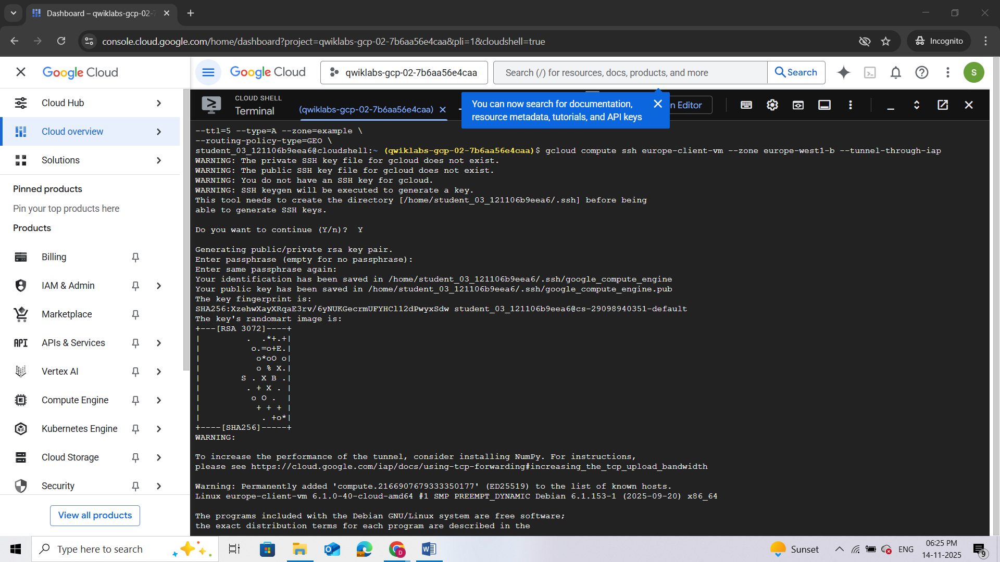 Dashboard – qwiklabs-gcp-02-
console.cloud.google.com/home/dashboard?project=qwiklabs-gcp-02-7b6aa56e4caa&pli=1&cloudshell=true
Incognito
Google Cloud
Google Cloud
qwiklabs-gcp-02-7b6aa56e4caa
Search (/) for resources, docs, products, and more
Search
S
Cloud Hub
Cloud overview
Solutions
Pinned products
Pin your top products here
Products
Billing
IAM & Admin
Marketplace
API APIs & Services
Vertex AI
Compute Engine
Kubernetes Engine
Cloud Storage
Security
View all products
CLOUD SHELL
Terminal
(qwiklabs-gcp-02-7b6aa56e4caa)
You can now search for documentation,
resource metadata, tutorials, and API keys
n Editor
--ttl=5 --type=A --zone=example \
--routing-policy-type=GEO \
student_03_121106b9eea6@cloudshell:~ (qwiklabs-gcp-02-7b6aa56e4caa)$ gcloud compute ssh europe-client-vm --zone europe-west1-b --tunnel-through-iap
WARNING: The private SSH key file for gcloud does not exist.
WARNING: The public SSH key file for gcloud does not exist.
WARNING: You do not have an SSH key for gcloud.
WARNING: SSH keygen will be executed to generate a key.
This tool needs to create the directory [/home/student_03_121106b9eea6/.ssh] before being
able to generate SSH keys.
Do you want to continue (Y/n)?  Y
Generating public/private rsa key pair.
Enter passphrase (empty for no passphrase):
Enter same passphrase again:
Your identification has been saved in /home/student_03_121106b9eea6/.ssh/google_compute_engine
Your public key has been saved in /home/student_03_121106b9eea6/.ssh/google_compute_engine.pub
The key fingerprint is:
SHA256:XzehwXayXRqaE3rv/6yNUKGecrmUFYHCl12dPwyxSdw student_03_121106b9eea6@cs-29098940351-default
The key's randomart image is:
+---[RSA 3072]----+
|         .  .*+.+|
|          o.=o+E.|
|           o*oO o|
|           o % X.|
|        S . X B .|
|         . + X . |
|          o O .  |
|           + + + |
|            . +o*|
+----[SHA256]-----+
WARNING:
To increase the performance of the tunnel, consider installing NumPy. For instructions,
please see https://cloud.google.com/iap/docs/using-tcp-forwarding#increasing_the_tcp_upload_bandwidth
Warning: Permanently added 'compute.2166907679333350177' (ED25519) to the list of known hosts.
Linux europe-client-vm 6.1.0-40-cloud-amd64 #1 SMP PREEMPT_DYNAMIC Debian 6.1.153-1 (2025-09-20) x86_64
The programs included with the Debian GNU/Linux system are free software;
the exact distribution terms for each program are described in the
Type here to search
D
W
Sunset
ENG
06:25 PM
14-11-2025
9